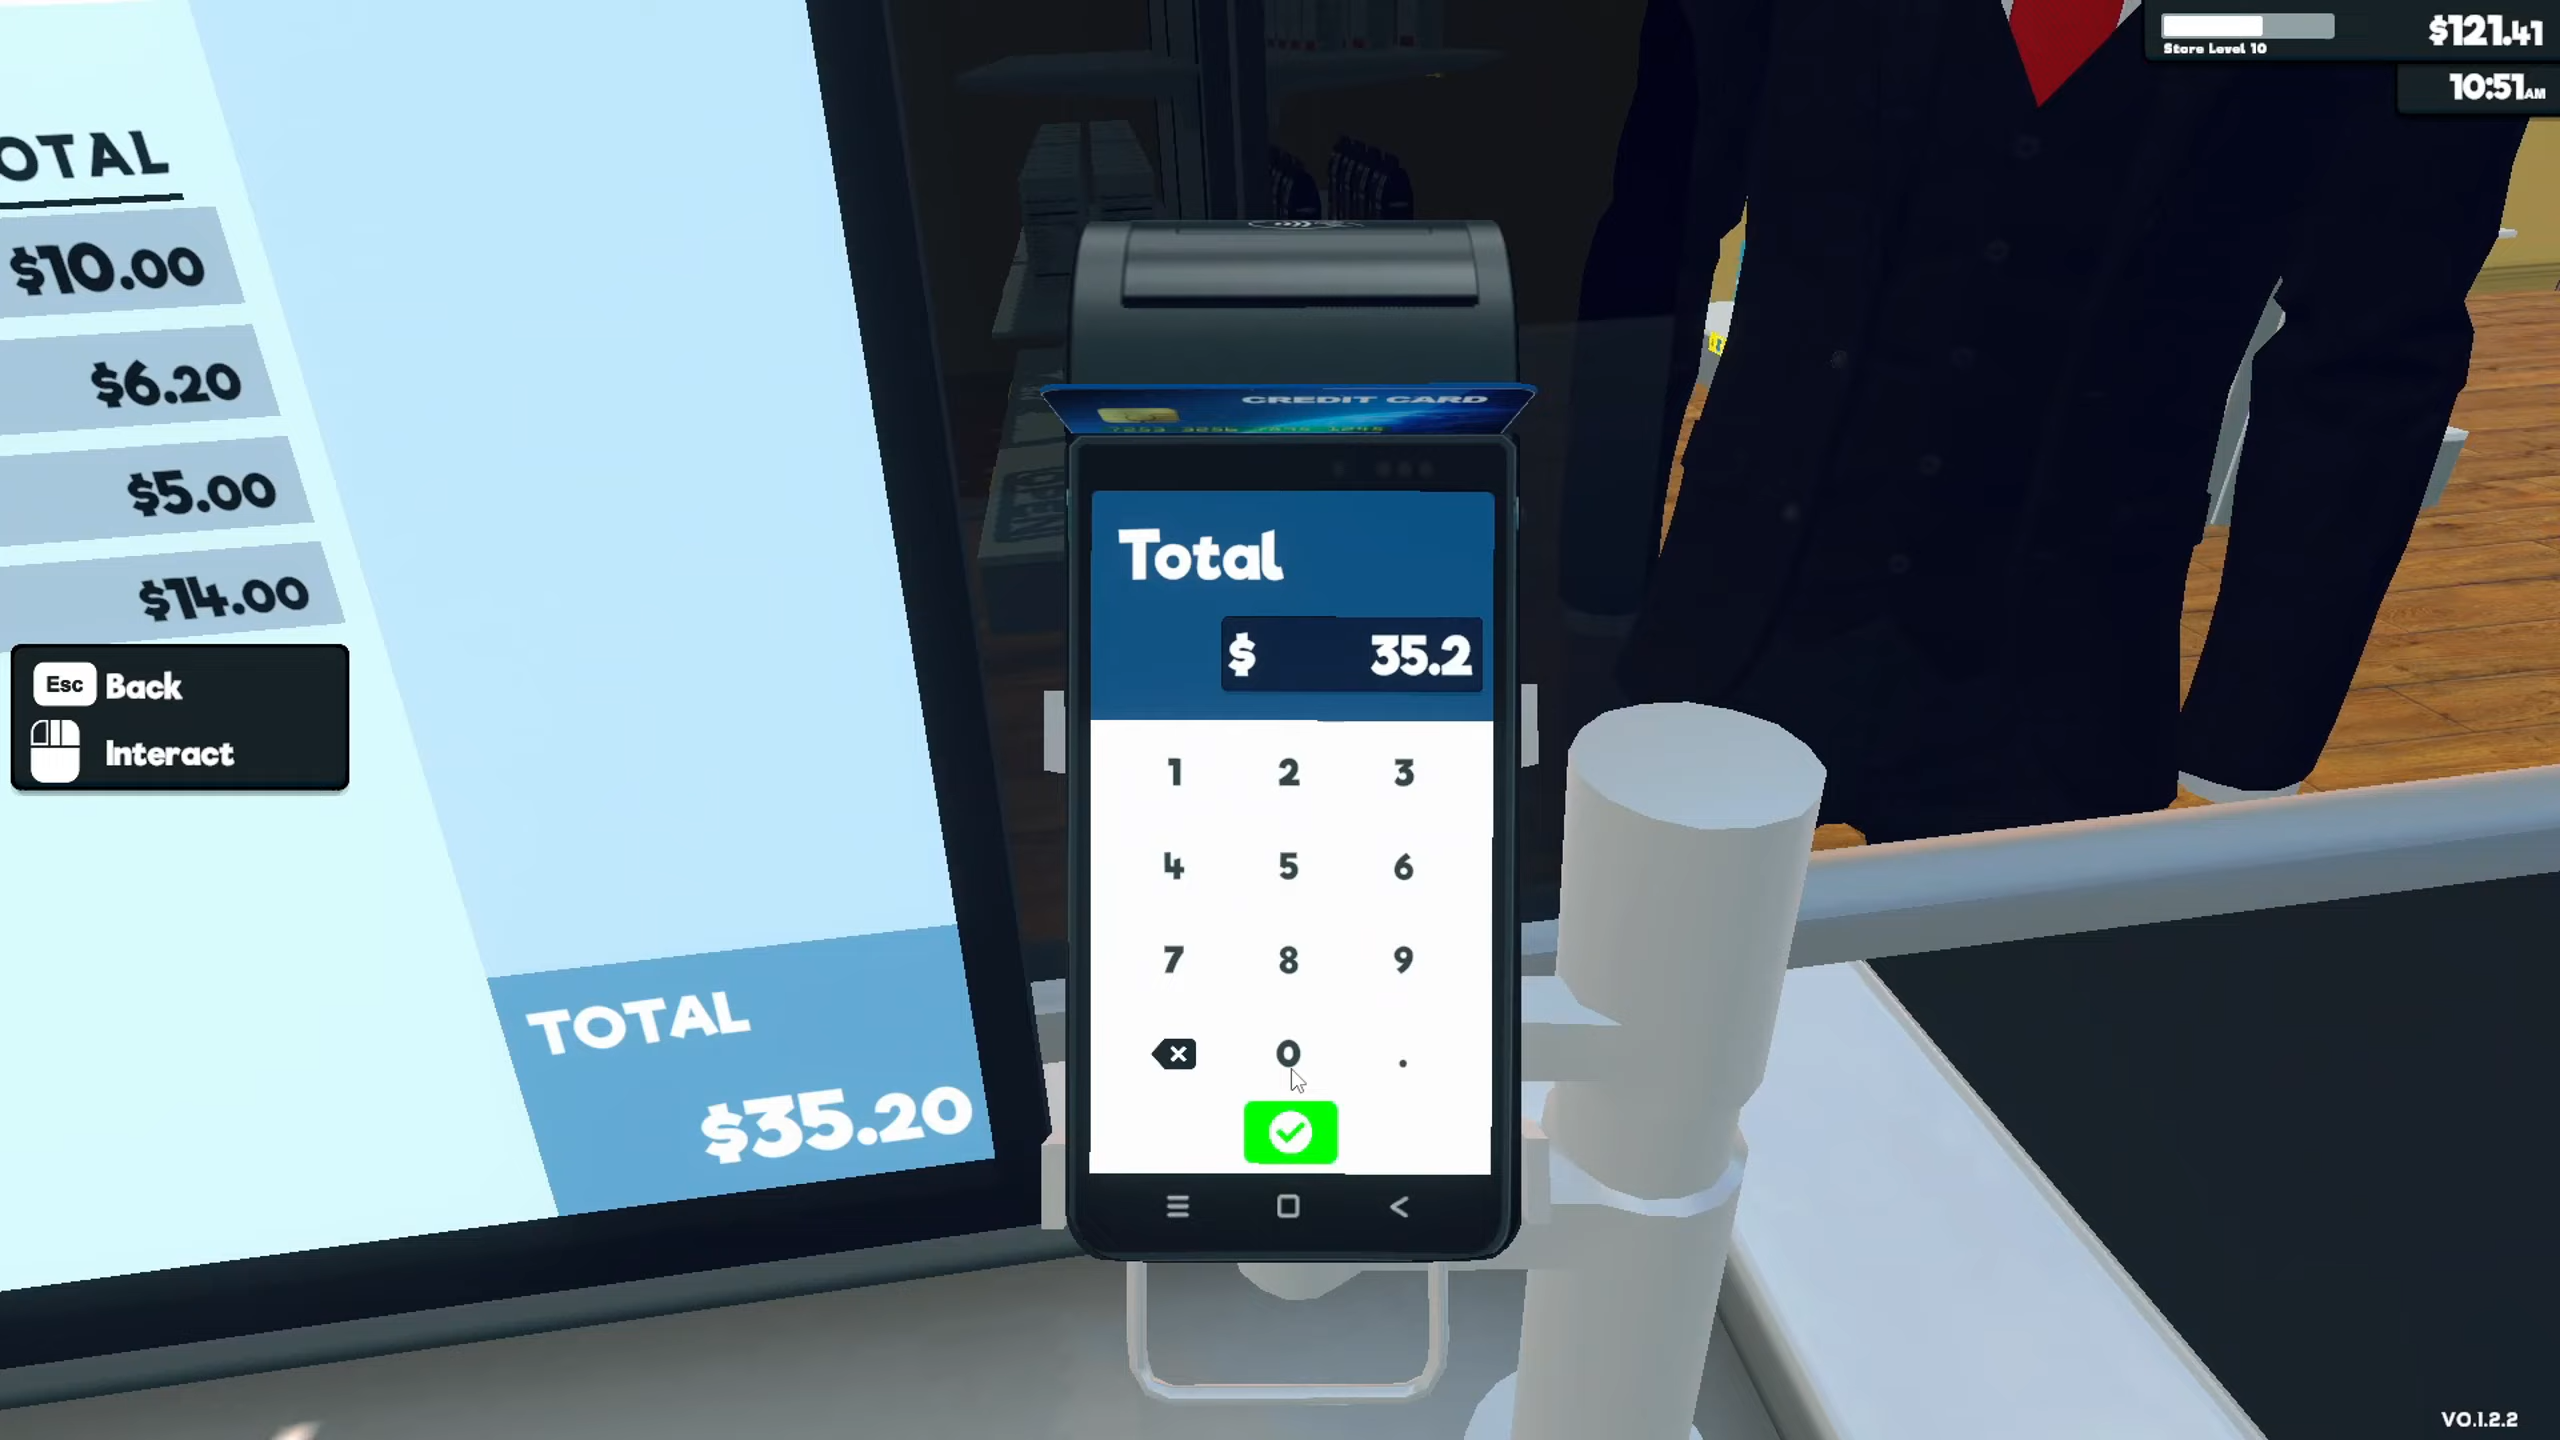 $121.41
Store Level 10
10:51AM
OTAL
$10.00
$6.20
$5.00
$14.00
Esc Back
Interact
TOTAL
$35.20
CREDIT CARD
Total
$ 35.2
1 2 3
4 5 6
7 8 9
0 .
V0.1.2.2